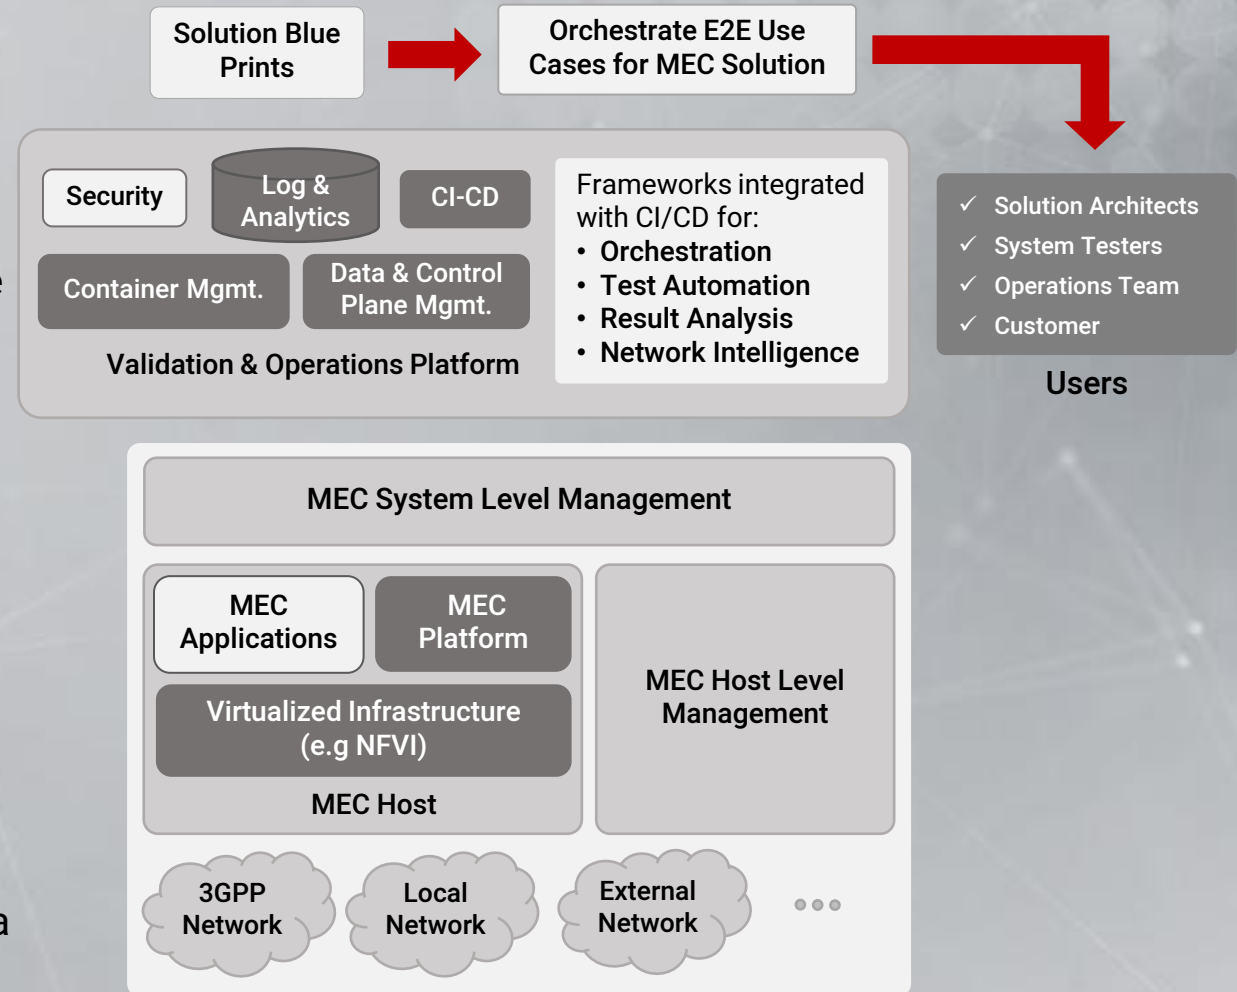 Solution Blue
Prints
Orchestrate E2E Use
Cases for MEC Solution
Security
Log &
Analytics
CI-CD
Container Mgmt.
Data & Control
Plane Mgmt.
Validation & Operations Platform
Frameworks integrated
with CI/CD for:
• Orchestration
• Test Automation
• Result Analysis
• Network Intelligence
✓ Solution Architects
✓ System Testers
✓ Operations Team
✓ Customer
Users
MEC System Level Management
MEC
Applications
MEC
Platform
Virtualized Infrastructure
(e.g NFVI)
MEC Host
MEC Host Level
Management
3GPP
Network
Local
Network
External
Network